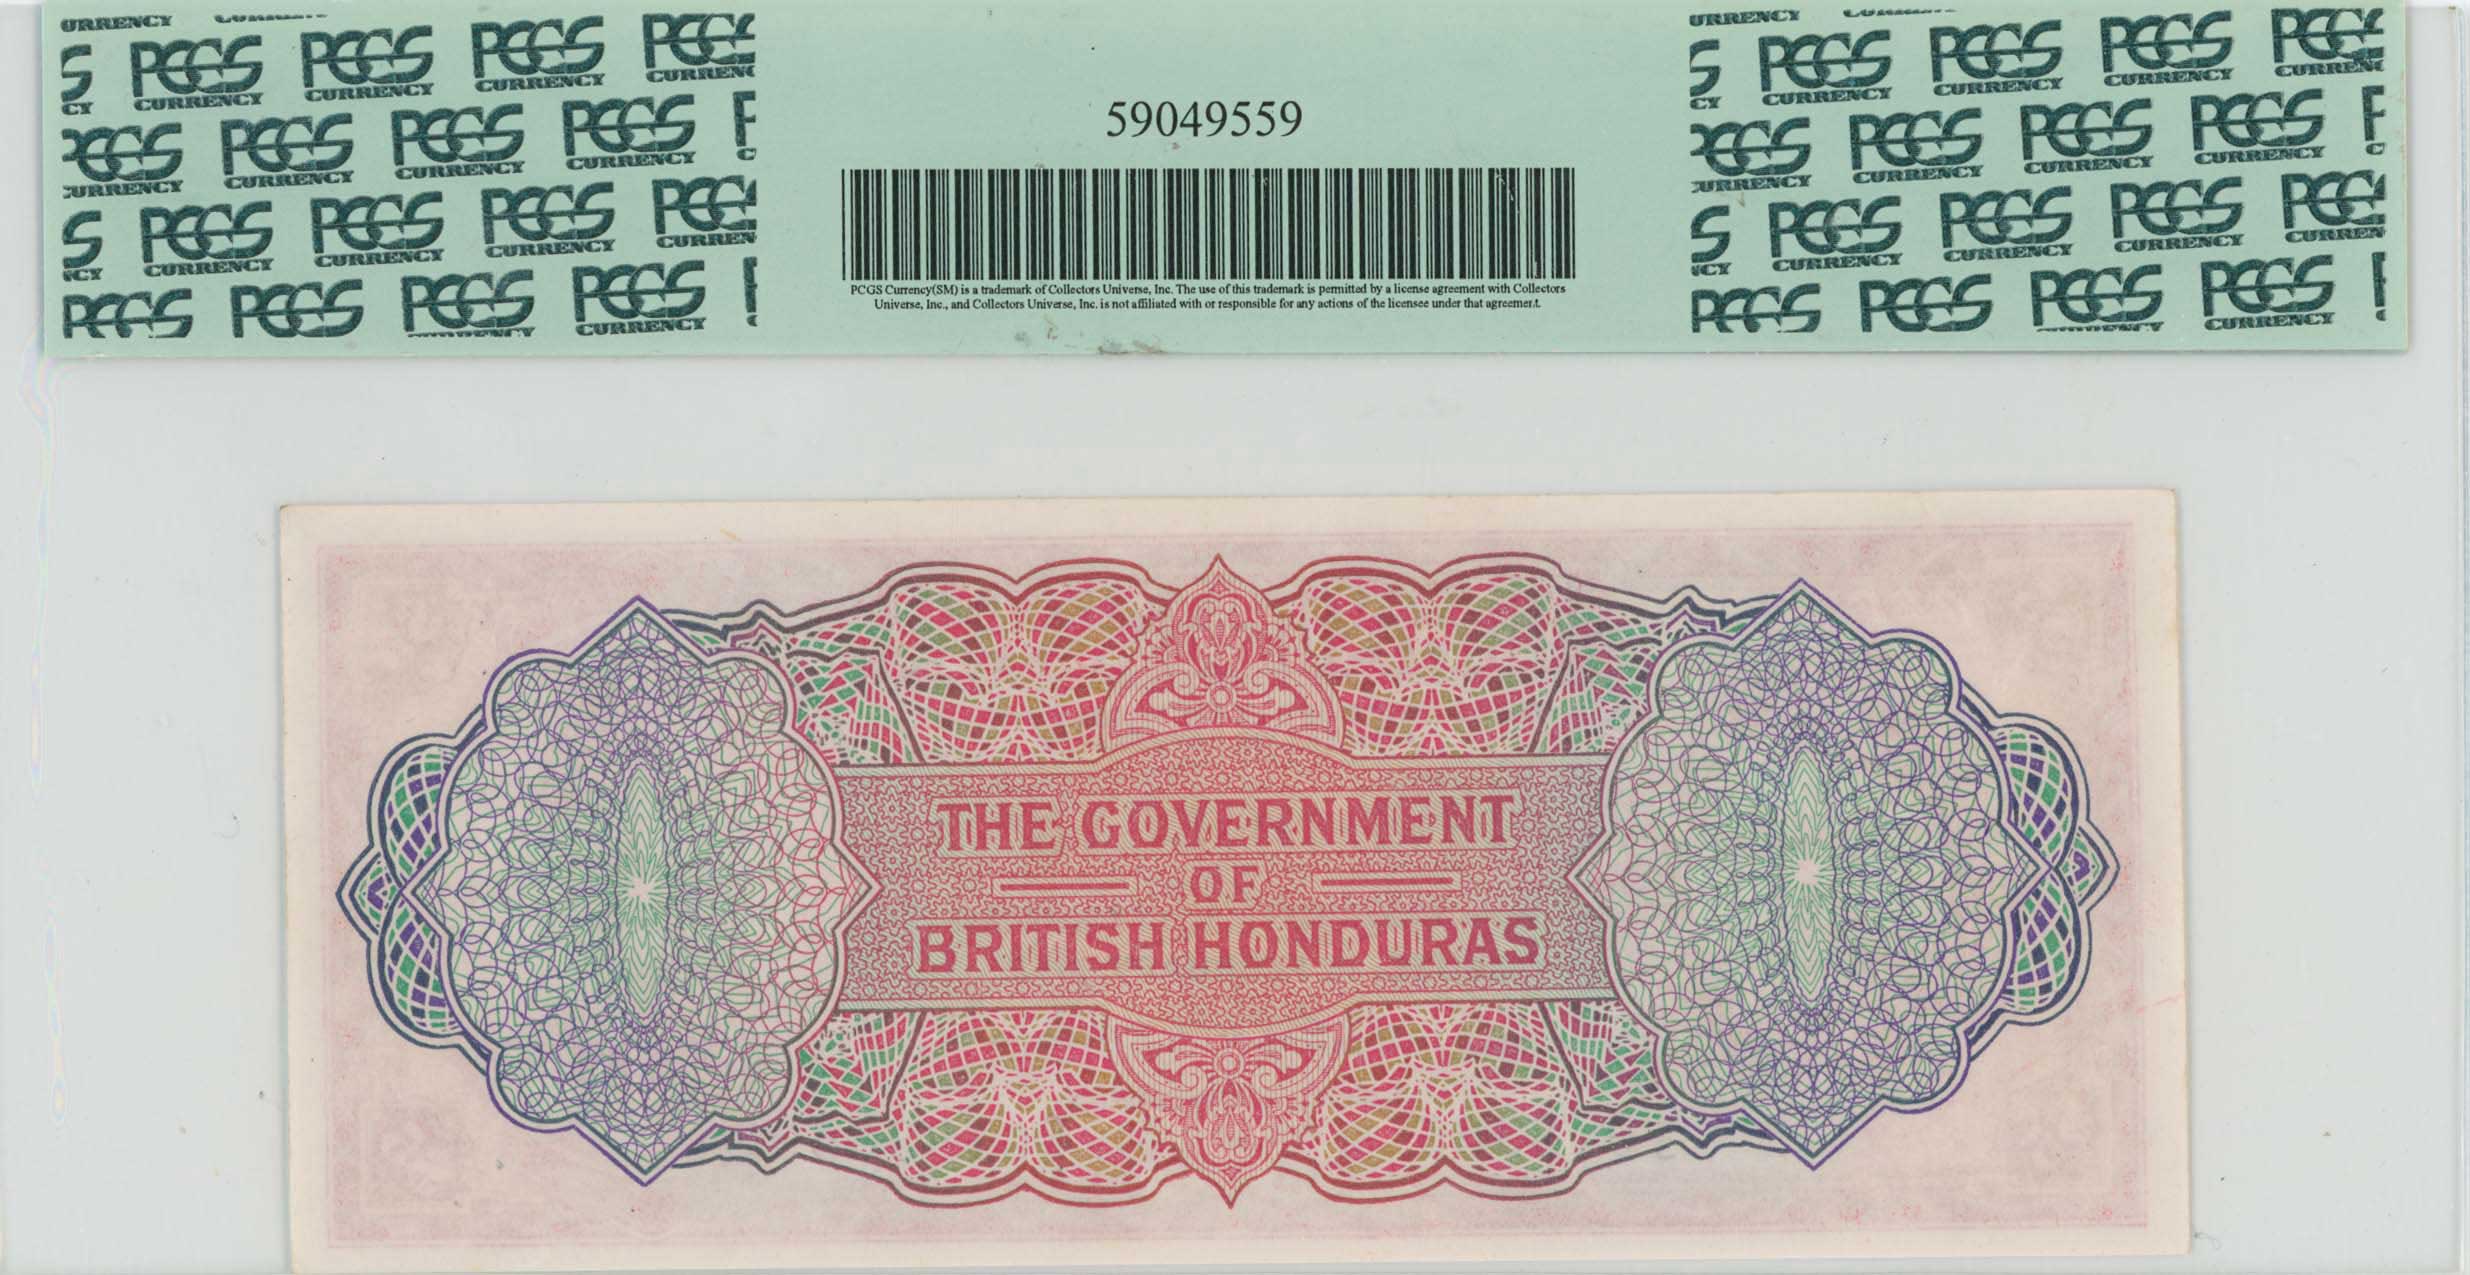 PCGS CURRENCY
59049559
PCGS Currency(SM) is a trademark of Collectors Universe, Inc. The use of this trademark is permitted by a license agreement with Collectors
Universe, Inc., and Collectors Universe, Inc. is not affiliated with or responsible for any actions of the licensee under that agreement.
THE GOVERNMENT
OF
BRITISH HONDURAS